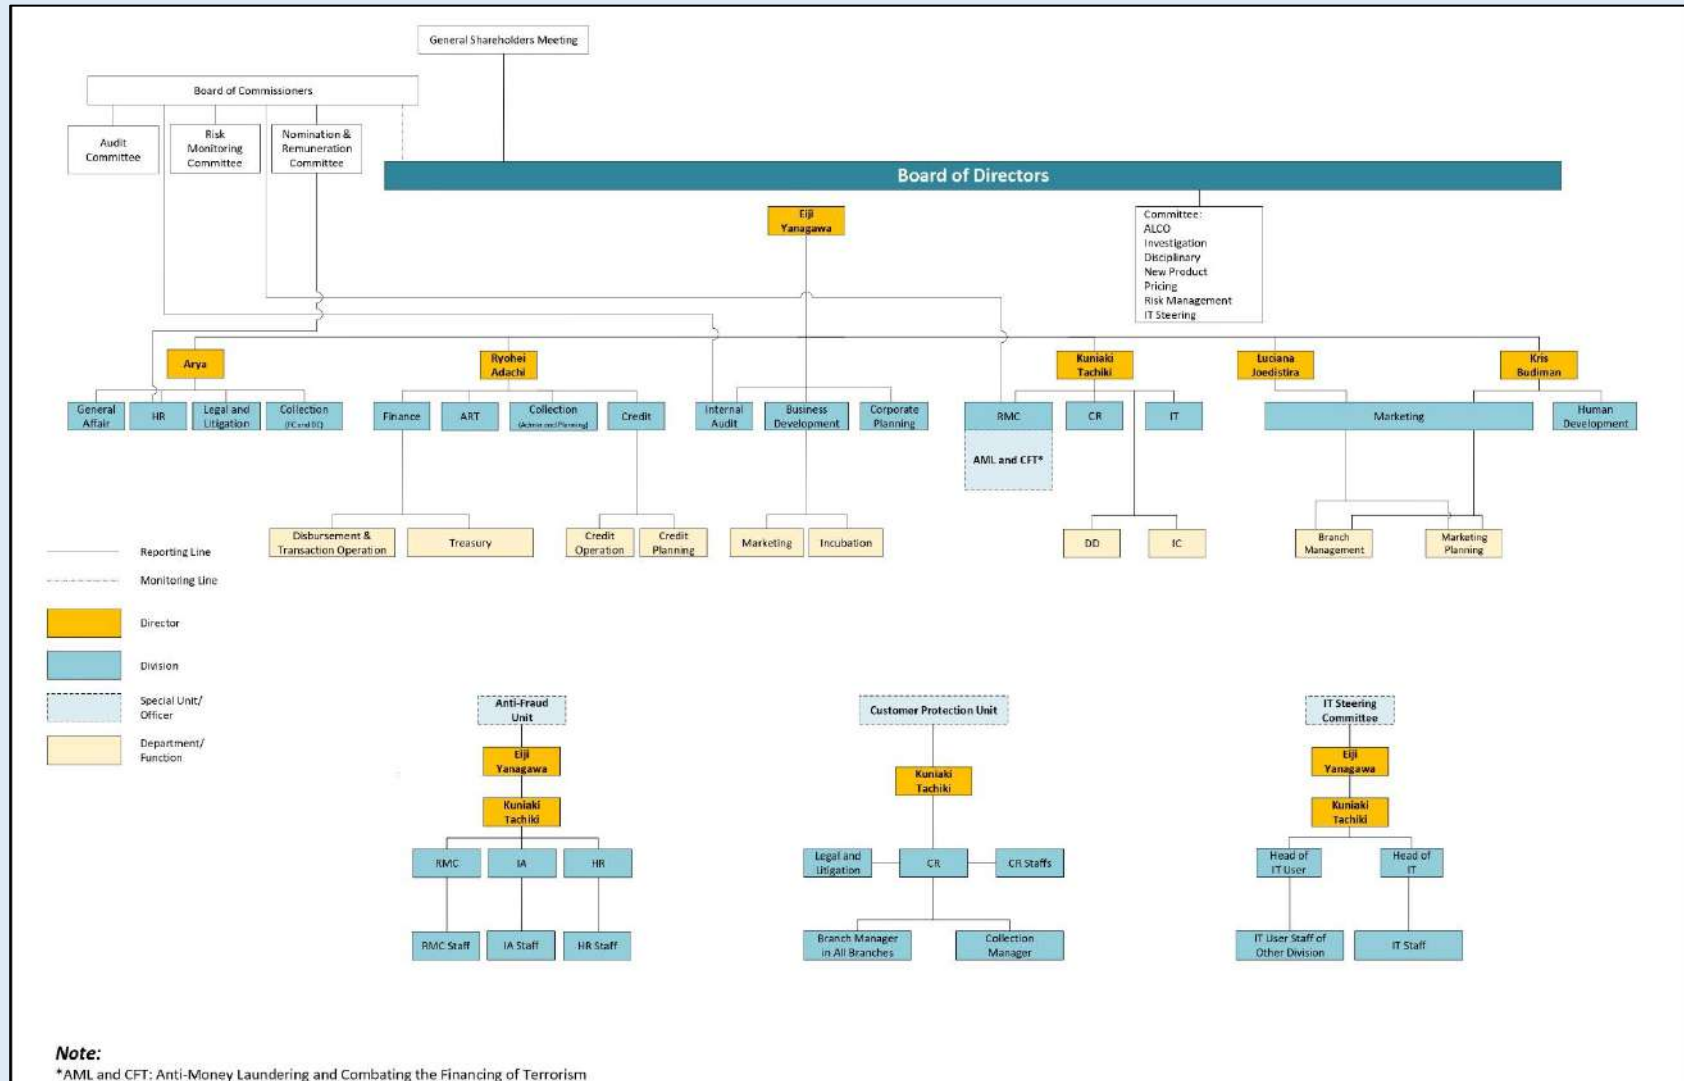 General Shareholders Meeting
Board of Commissioners
Audit
Committee
Risk
Monitoring
Committee
Nomination &
Remuneration
Committee
Board of Directors
Eiji
Yanagawa
Committee:
ALCO
Investigation
Disciplinary
New Product
Pricing
Risk Management
IT Steering
Arya
Ryohei
Adachi
Kuniaki
Tachiki
Luciana
Joedistira
Kris
Budiman
General
Affair
HR
Legal and
Litigation
Collection
(FC and DC)
Finance
ART
Collection
(Admin and Planning)
Credit
Internal
Audit
Business
Development
Corporate
Planning
RMC
CR
IT
Marketing
Human
Development
AML and CFT*
Disbursement &
Transaction Operation
Treasury
Credit
Operation
Credit
Planning
Marketing
Incubation
DD
IC
Branch
Management
Marketing
Planning
Reporting Line
Monitoring Line
Director
Division
Special Unit/
Officer
Department/
Function
Anti-Fraud
Unit
Eiji
Yanagawa
Kuniaki
Tachiki
RMC
IA
HR
RMC Staff
IA Staff
HR Staff
Customer Protection Unit
Kuniaki
Tachiki
Legal and
Litigation
CR
CR Staffs
Branch Manager
in All Branches
Collection
Manager
IT Steering
Committee
Eiji
Yanagawa
Kuniaki
Tachiki
Head of
IT User
Head of
IT
IT User Staff of
Other Division
IT Staff
Note:
*AML and CFT: Anti-Money Laundering and Combating the Financing of Terrorism